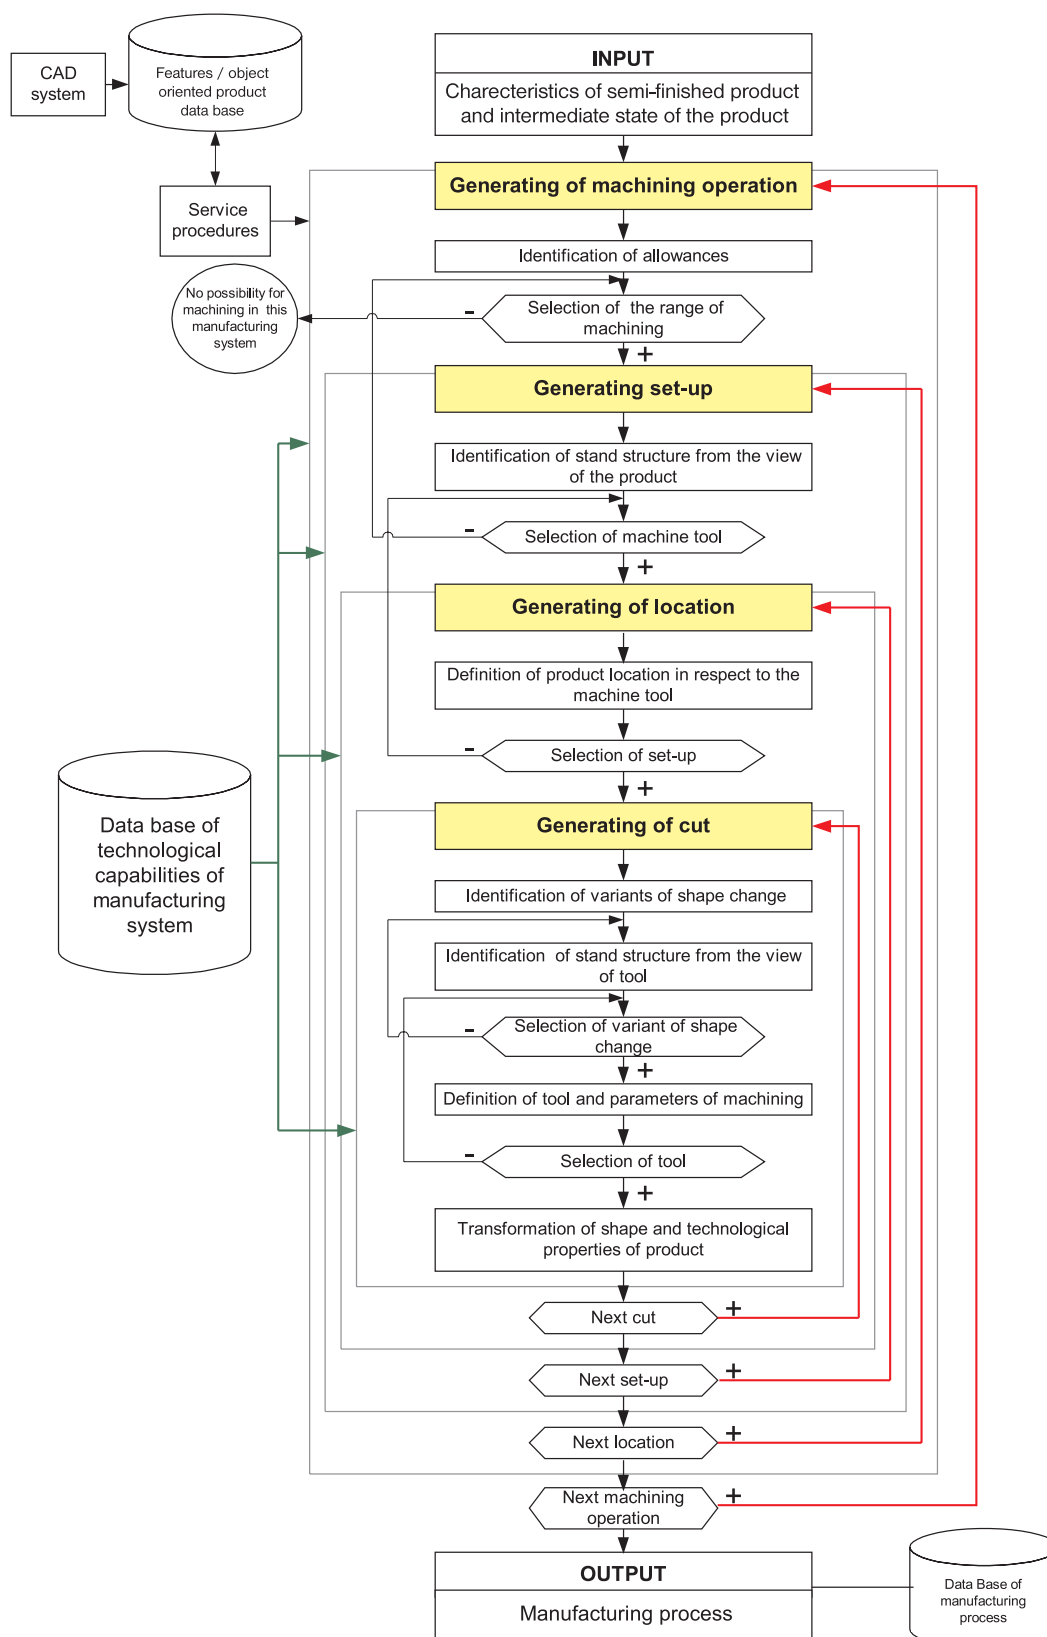 CAD
system
Features / object
oriented product
data base
Service
procedures
No possibility for
machining in this
manufacturing
system
INPUT
Charecteristics of semi-finished product
and intermediate state of the product
Generating of machining operation
Identification of allowances
Selection of the range of
machining
-
+
Generating set-up
Identification of stand structure from the view
of the product
Selection of machine tool
-
+
Generating of location
Definition of product location in respect to the
machine tool
Selection of set-up
-
+
Data base of
technological
capabilities of
manufacturing
system
Generating of cut
Identification of variants of shape change
Identification of stand structure from the view
of tool
Selection of variant of shape
change
-
+
Definition of tool and parameters of machining
Selection of tool
-
+
Transformation of shape and technological
properties of product
Next cut
+
Next set-up
+
Next location
+
Next machining
operation
+
OUTPUT
Manufacturing process
Data Base of
manufacturing
process